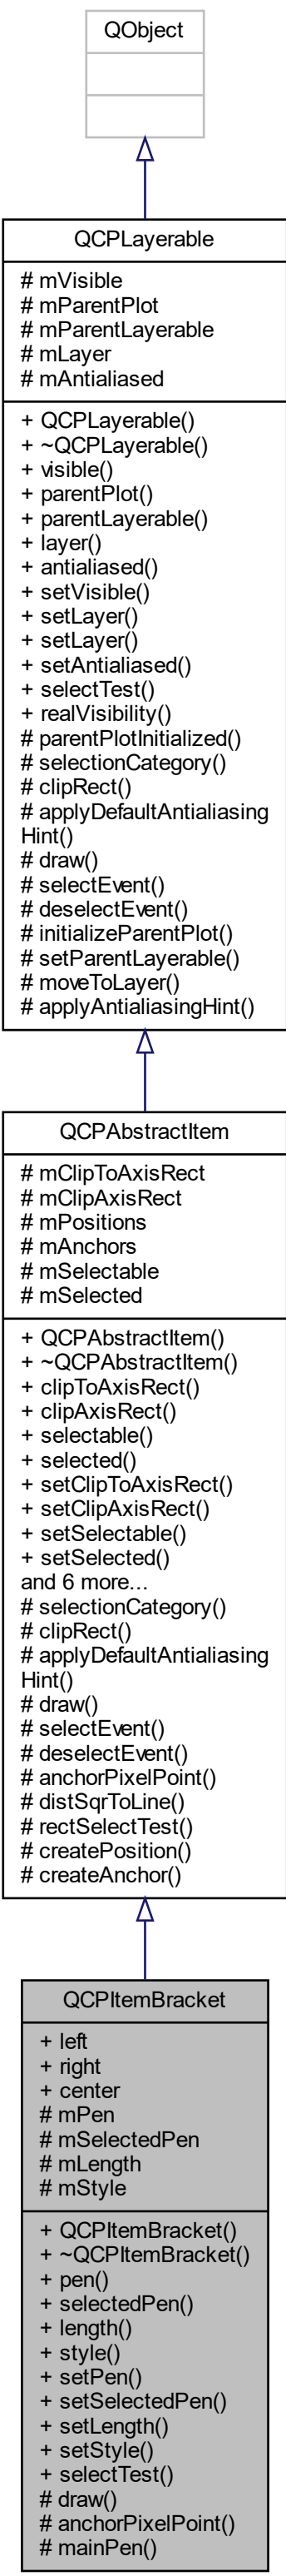 QObject
QCPLayerable
# mVisible
# mParentPlot
# mParentLayerable
# mLayer
# mAntialiased
+ QCPLayerable()
+ ~QCPLayerable()
+ visible()
+ parentPlot()
+ parentLayerable()
+ layer()
+ antialiased()
+ setVisible()
+ setLayer()
+ setLayer()
+ setAntialiased()
+ selectTest()
+ realVisibility()
# parentPlotInitialized()
# selectionCategory()
# clipRect()
# applyDefaultAntialiasing
Hint()
# draw()
# selectEvent()
# deselectEvent()
# initializeParentPlot()
# setParentLayerable()
# moveToLayer()
# applyAntialiasingHint()
QCPAbstractItem
# mClipToAxisRect
# mClipAxisRect
# mPositions
# mAnchors
# mSelectable
# mSelected
+ QCPAbstractItem()
+ ~QCPAbstractItem()
+ clipToAxisRect()
+ clipAxisRect()
+ selectable()
+ selected()
+ setClipToAxisRect()
+ setClipAxisRect()
+ setSelectable()
+ setSelected()
and 6 more...
# selectionCategory()
# clipRect()
# applyDefaultAntialiasing
Hint()
# draw()
# selectEvent()
# deselectEvent()
# anchorPixelPoint()
# distSqrToLine()
# rectSelectTest()
# createPosition()
# createAnchor()
QCPItemBracket
+ left
+ right
+ center
# mPen
# mSelectedPen
# mLength
# mStyle
+ QCPItemBracket()
+ ~QCPItemBracket()
+ pen()
+ selectedPen()
+ length()
+ style()
+ setPen()
+ setSelectedPen()
+ setLength()
+ setStyle()
+ selectTest()
# draw()
# anchorPixelPoint()
# mainPen()